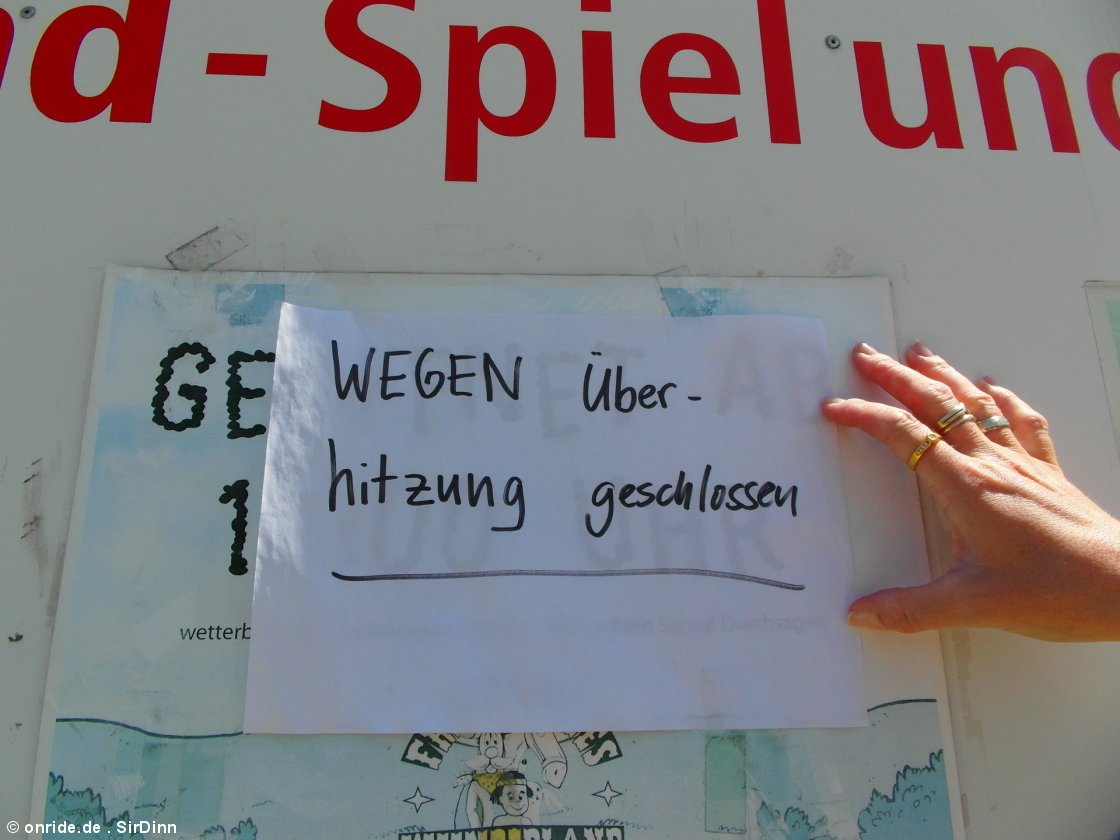 d - Spiel und
GE
1
WEGEN Über-
hitzung geschlossen
wetterb
© onride.de . SirDinn